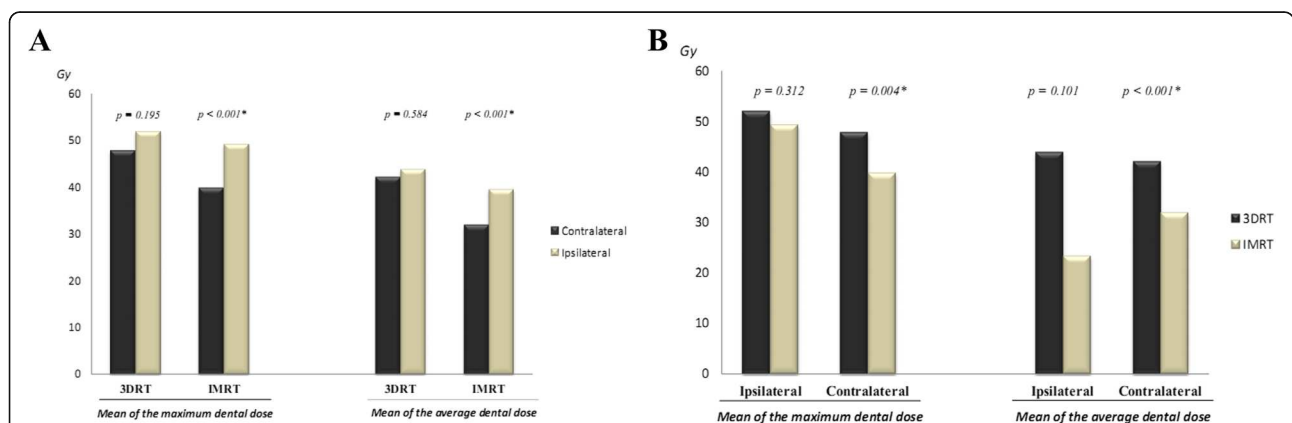 A
Gy
60
50
40
30
20
10
0
p = 0.195
p < 0.001*
p = 0.584
p < 0.001*
3DRT
IMRT
3DRT
IMRT
Mean of the maximum dental dose
Mean of the average dental dose
Contralateral
Ipsilateral
B
Gy
60
50
40
30
20
10
0
p = 0.312
p = 0.004*
p = 0.101
p < 0.001*
Ipsilateral
Contralateral
Ipsilateral
Contralateral
Mean of the maximum dental dose
Mean of the average dental dose
3DRT
IMRT